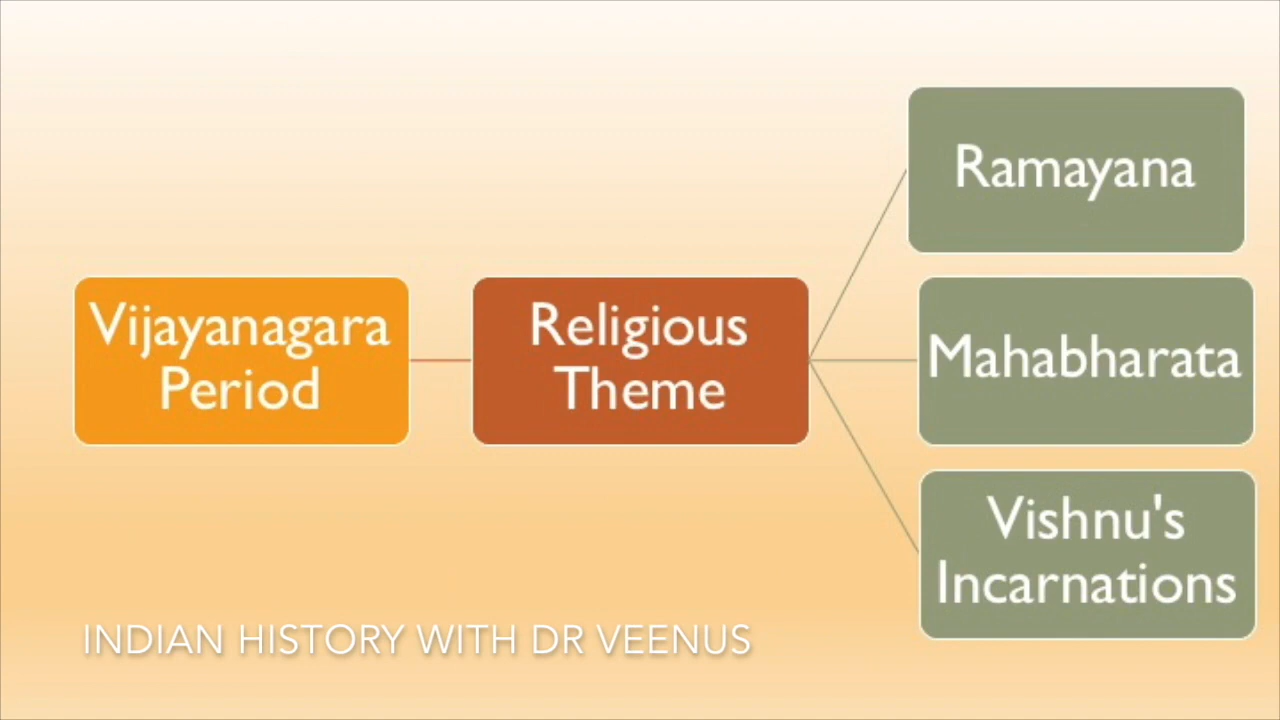 Vijayanagara
Period
Religious
Theme
Ramayana
Mahabharata
Vishnu's
Incarnations
INDIAN HISTORY WITH DR VEENUS